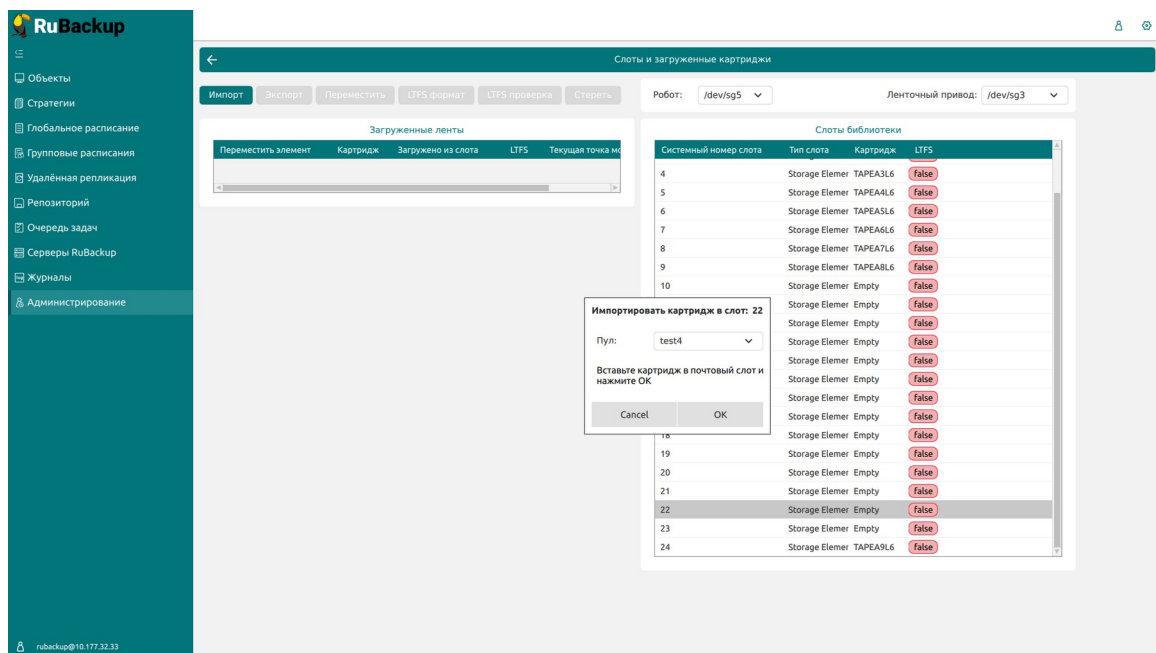 RuBackup
Объекты
Стратегии
Глобальное расписание
Групповые расписания
Удалённая репликация
Репозиторий
Очередь задач
Серверы RuBackup
Журналы
Администрирование
rubackup@10.177.32.33
Слоты и загруженные картриджи
Импорт Экспорт Переместить LTFS формат LTFS проверка Стереть
Робот: /dev/sg5 Ленточный привод: /dev/sg3
Загруженные ленты
Переместить элемент Картридж Загружено из слота LTFS Текущая точка мо
Слоты библиотеки
Системный номер слота Тип слота Картридж LTFS
4 Storage Elemer TAPEA3L6 false
5 Storage Elemer TAPEA4L6 false
6 Storage Elemer TAPEA5L6 false
7 Storage Elemer TAPEA6L6 false
8 Storage Elemer TAPEA7L6 false
9 Storage Elemer TAPEA8L6 false
10 Storage Elemer Empty false
Storage Elemer Empty false
Storage Elemer Empty false
Storage Elemer Empty false
Storage Elemer Empty false
Storage Elemer Empty false
Storage Elemer Empty false
Storage Elemer Empty false
18 Storage Elemer Empty false
19 Storage Elemer Empty false
20 Storage Elemer Empty false
21 Storage Elemer Empty false
22 Storage Elemer Empty false
23 Storage Elemer Empty false
24 Storage Elemer TAPEA9L6 false
Импортировать картридж в слот: 22
Пул: test4
Вставьте картридж в почтовый слот и
нажмите OK
Cancel OK